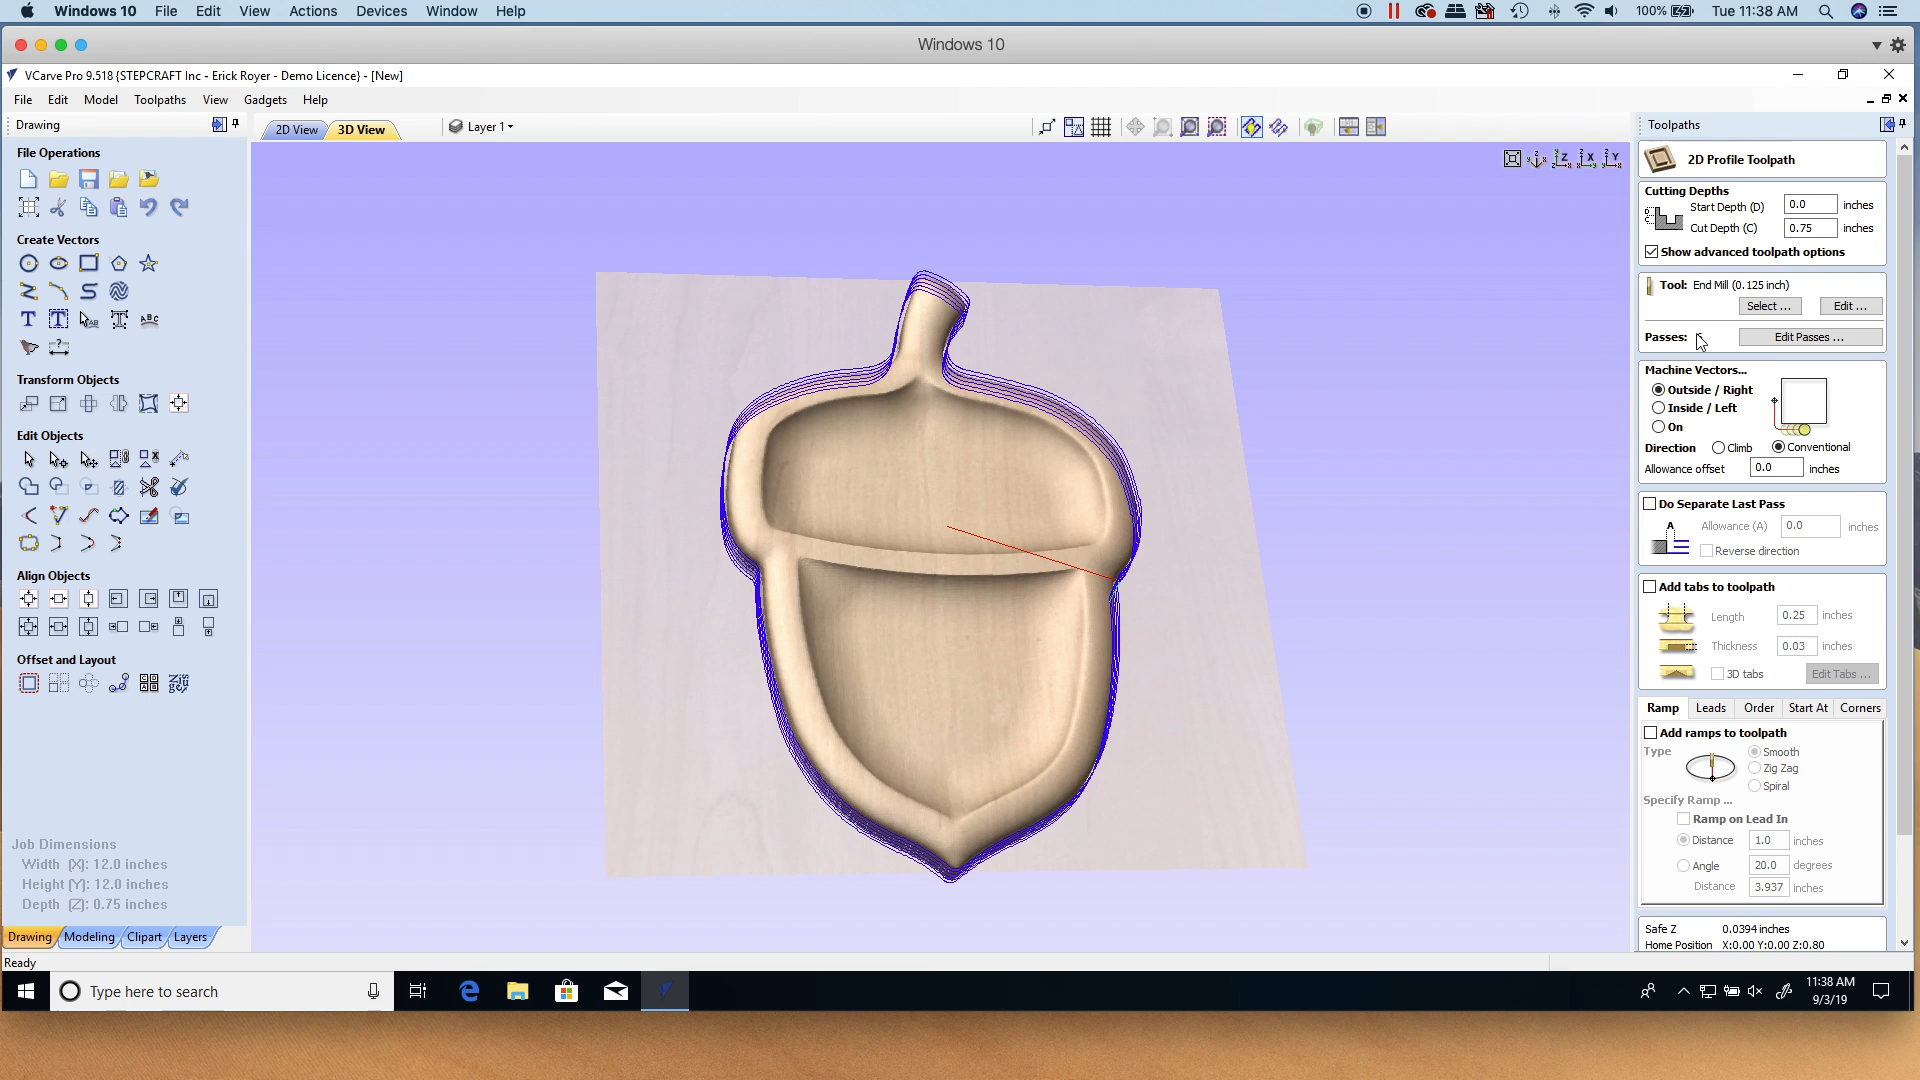 Windows 10 File Edit View Actions Devices Window Help 100% Tue 11:38 AM
Windows 10
VCarve Pro 9.518 {STEPCRAFT Inc - Erick Royer - Demo Licence} - [New]
File Edit Model Toolpaths View Gadgets Help
Drawing
2D View 3D View Layer 1
Toolpaths
File Operations
Create Vectors
Transform Objects
Edit Objects
Align Objects
Offset and Layout
Job Dimensions
Width (X): 12.0 inches
Height (Y): 12.0 inches
Depth (Z): 0.75 inches
Drawing Modeling Clipart Layers
Ready
2D Profile Toolpath
Cutting Depths
Start Depth (D) 0.0 inches
Cut Depth (C) 0.75 inches
Show advanced toolpath options
Tool: End Mill (0.125 inch)
Select ... Edit ...
Passes: Edit Passes ...
Machine Vectors...
Outside / Right
Inside / Left
On
Direction Climb Conventional
Allowance offset 0.0 inches
Do Separate Last Pass
A Allowance (A) 0.0 inches
Reverse direction
Add tabs to toolpath
Length 0.25 inches
Thickness 0.03 inches
3D tabs Edit Tabs ...
Ramp Leads Order Start At Corners
Add ramps to toolpath
Type Smooth
Zig Zag
Spiral
Specify Ramp ...
Ramp on Lead In
Distance 1.0 inches
Angle 20.0 degrees
Distance 3.937 inches
Safe Z 0.0394 inches
Home Position X:0.00 Y:0.00 Z:0.80
Type here to search
11:38 AM
9/3/19